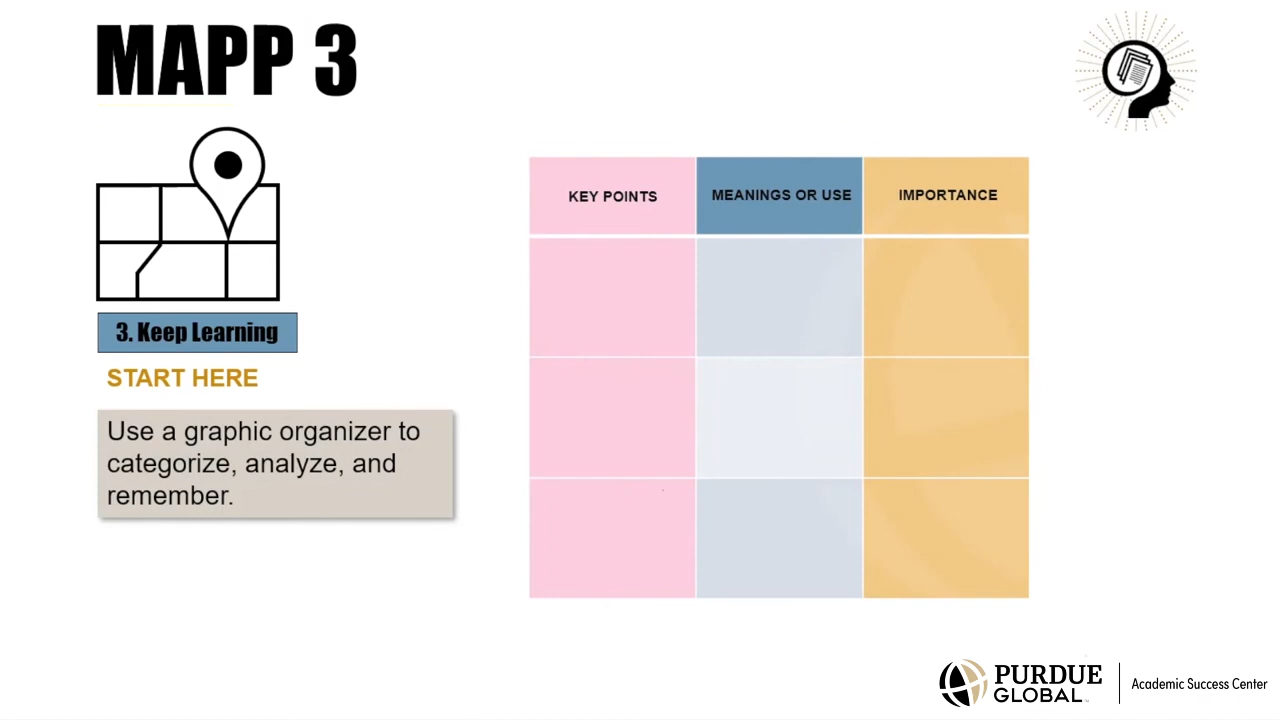 MAPP 3
3. Keep Learning
START HERE
Use a graphic organizer to
categorize, analyze, and
remember.
KEY POINTS
MEANINGS OR USE
IMPORTANCE
PURDUE
GLOBAL
Academic Success Center